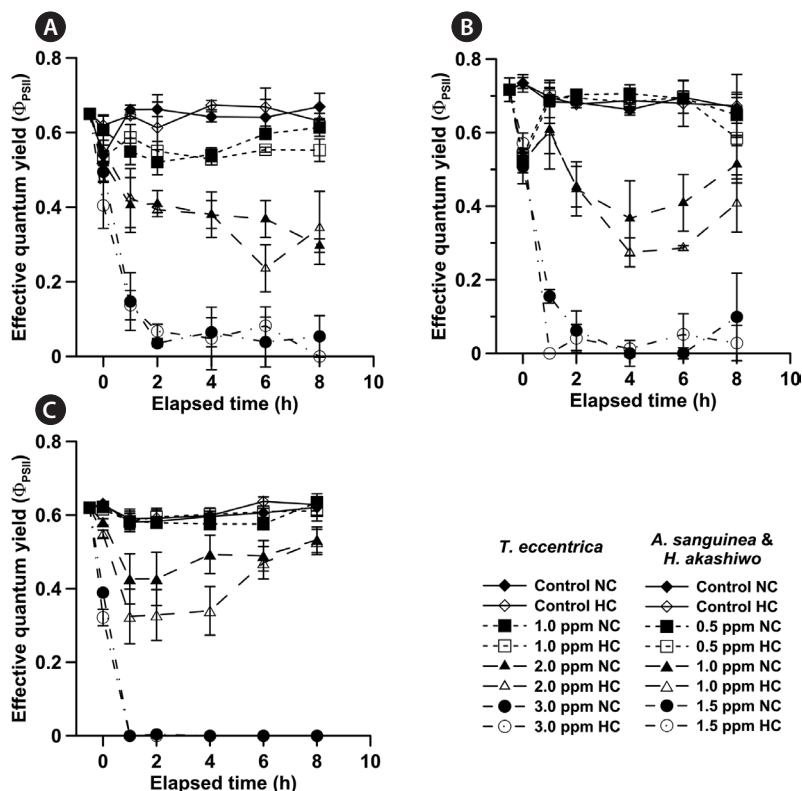 A
0.8
0.6
0.4
0.2
0
0 2 4 6 8 10
Effective quantum yield (ΦPSII)
Elapsed time (h)
B
0.8
0.6
0.4
0.2
0
0 2 4 6 8 10
Effective quantum yield (ΦPSII)
Elapsed time (h)
C
0.8
0.6
0.4
0.2
0
0 2 4 6 8 10
Effective quantum yield (ΦPSII)
Elapsed time (h)
T. eccentrica
Control NC
Control HC
1.0 ppm NC
1.0 ppm HC
2.0 ppm NC
2.0 ppm HC
3.0 ppm NC
3.0 ppm HC
A. sanguinea &
H. akashiwo
Control NC
Control HC
0.5 ppm NC
0.5 ppm HC
1.0 ppm NC
1.0 ppm HC
1.5 ppm NC
1.5 ppm HC